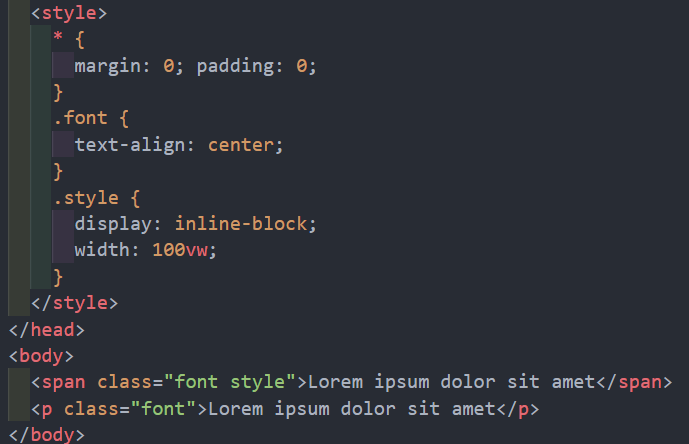 <style>
* {
margin: 0; padding: 0;
}
.font {
text-align: center;
}
.style {
display: inline-block;
width: 100vw;
}
</style>
</head>
<body>
<span class="font style">Lorem ipsum dolor sit amet</span>
<p class="font">Lorem ipsum dolor sit amet</p>
</body>